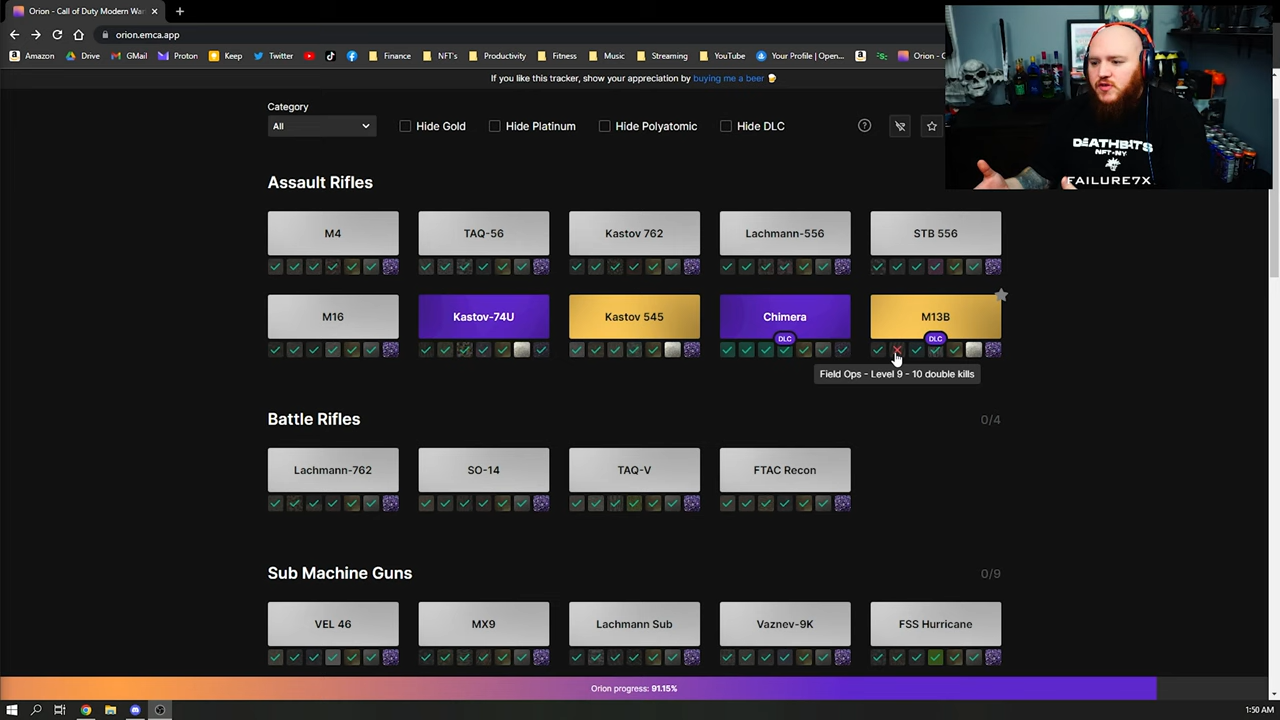 Orion - Call of Duty Modern War
orion.emca.app
Amazon
Drive
GMail
Proton
Keep
Twitter
Finance
NFT's
Productivity
Fitness
Music
Streaming
YouTube
Your Profile | Open...
Orion - C
If you like this tracker, show your appreciation by buying me a beer
Category
All
Hide Gold
Hide Platinum
Hide Polyatomic
Hide DLC
DEATHBATS
NFT•NY
FAILURE7X
Assault Rifles
M4
TAQ-56
Kastov 762
Lachmann-556
STB 556
M16
Kastov-74U
Kastov 545
Chimera
M13B
DLC
DLC
Field Ops - Level 9 - 10 double kills
Battle Rifles
0/4
Lachmann-762
SO-14
TAQ-V
FTAC Recon
Sub Machine Guns
0/9
VEL 46
MX9
Lachmann Sub
Vaznev-9K
FSS Hurricane
Orion progress: 91.15%
1:50 AM